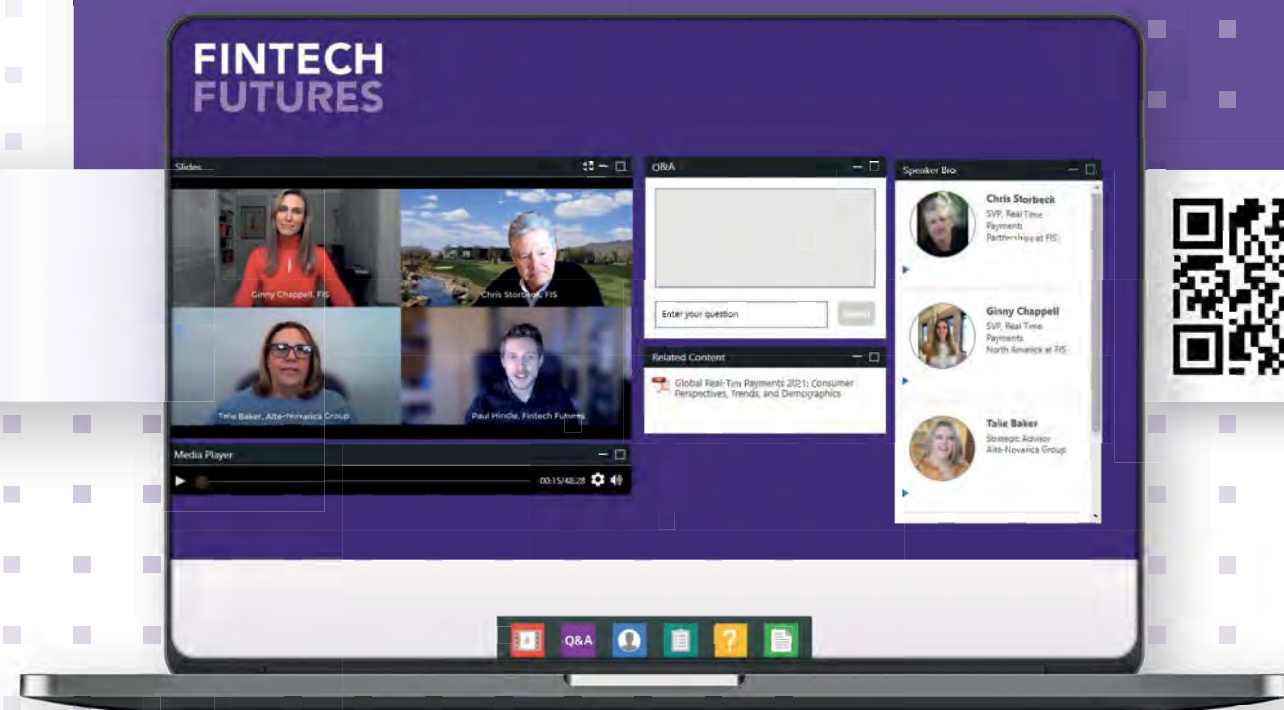 FINTECH
FUTURES
Slides
Ginny Chappell, FIS
Chris Storbeck, FIS
Talie Baker, Aite-Novarica Group
Paul Hindle, Fintech Futures
Media Player
00:15/48:28
Q&A
Enter your question
Related Content
Global Real-Tim Payments 2021: Consumer
Perspectives, Trends, and Demographics
Speaker Bio
Chris Storbeck
SVP, Real Time
Payments
Partnerships at FIS
Ginny Chappell
SVP, Real Time
Payments
North America at FIS
Talie Baker
Strategic Advisor
Aite-Novarica Group
Q&A
?